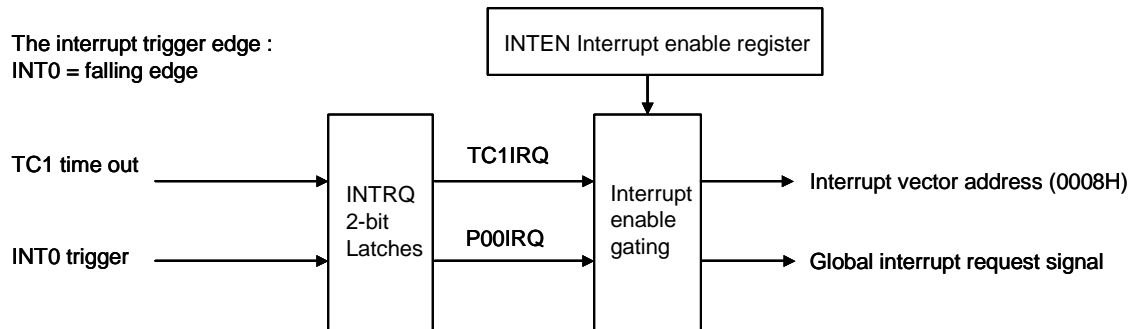 The interrupt trigger edge :
INT0 = falling edge
INTEN Interrupt enable register
TC1 time out
INT0 trigger
INTRQ
2-bit
Latches
TC1IRQ
P00IRQ
Interrupt
enable
gating
Interrupt vector address (0008H)
Global interrupt request signal